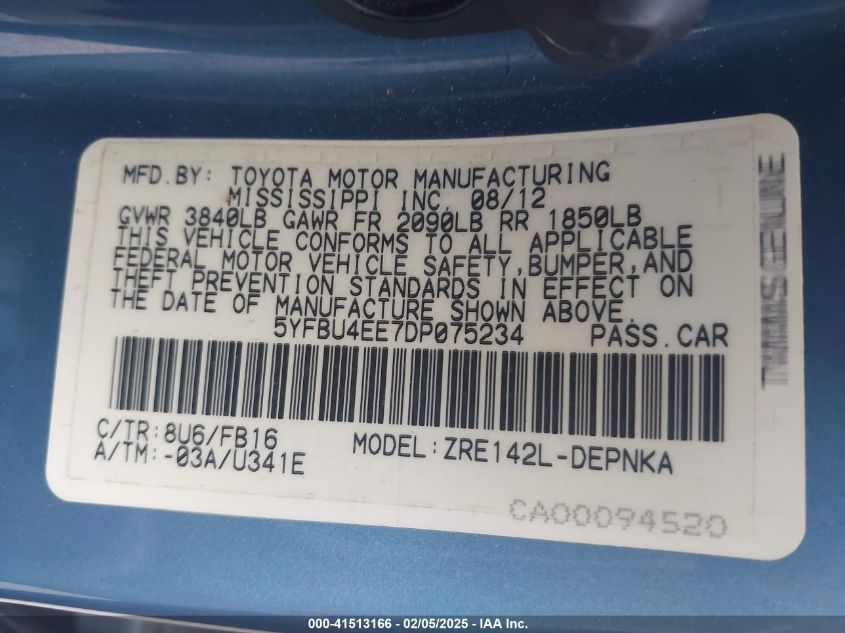 MFD.BY: TOYOTA MOTOR MANUFACTURING
MISSISSIPPI INC. 08/12
GVWR 3840LB GAWR FR 2090LB RR 1850LB
THIS VEHICLE CONFORMS TO ALL APPLICABLE
FEDERAL MOTOR VEHICLE SAFETY,BUMPER,AND
THEFT PREVENTION STANDARDS IN EFFECT ON
THE DATE OF MANUFACTURE SHOWN ABOVE.
5YFBU4EE7DP075234 PASS.CAR
C/TR:8U6/FB16
A/TM:-03A/U341E
MODEL:ZRE142L-DEPNKA
CA00094520
000-41513166 - 02/05/2025 - IAA Inc.